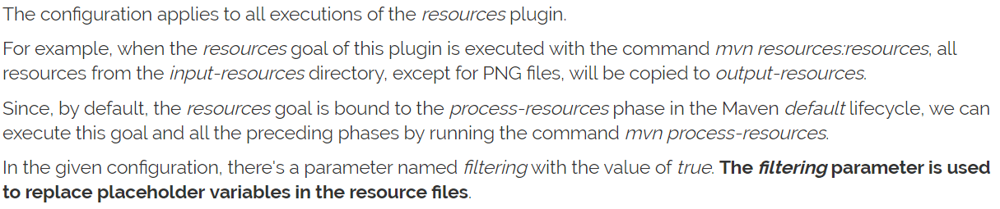 The configuration applies to all executions of the resources plugin.
For example, when the resources goal of this plugin is executed with the command mvn resources:resources, all
resources from the input-resources directory, except for PNG files, will be copied to output-resources.
Since, by default, the resources goal is bound to the process-resources phase in the Maven default lifecycle, we can
execute this goal and all the preceding phases by running the command mvn process-resources.
In the given configuration, there's a parameter named filtering with the value of true. The filtering parameter is used
to replace placeholder variables in the resource files.